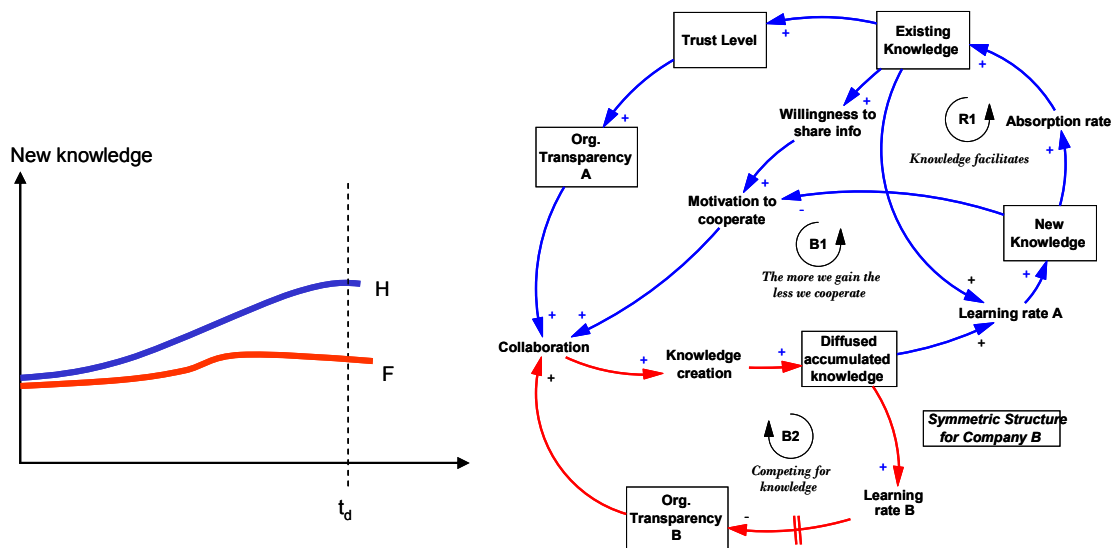 New knowledge
H
F
t_d
Existing
Knowledge
+
Trust Level
+
+
+
Willingness to
share info
R1
Absorption rate
Knowledge facilitates
+
Org.
Transparency
A
+
Motivation to
cooperate
-
B1
The more we gain the
less we cooperate
New
Knowledge
+
+
Learning rate A
+
+
+
Collaboration
+
+
Knowledge
creation
+
Diffused
accumulated
knowledge
Symmetric Structure
for Company B
B2
Competing for
knowledge
+
Learning
rate B
-
Org.
Transparency
B